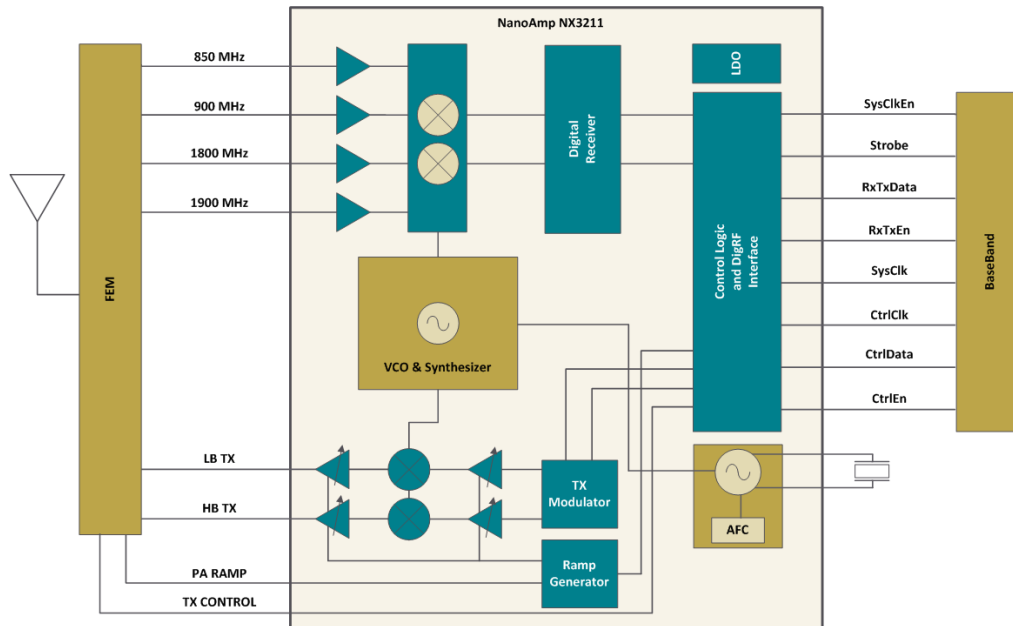 NanoAmp NX3211
850 MHz
900 MHz
1800 MHz
1900 MHz
FEM
Digital
Receiver
LDO
Control Logic
and DigRF
Interface
SysClkEn
Strobe
RxTxData
RxTxEn
SysClk
CtrlClk
CtrlData
CtrlEn
BaseBand
VCO & Synthesizer
LB TX
HB TX
TX
Modulator
AFC
Ramp
Generator
PA RAMP
TX CONTROL